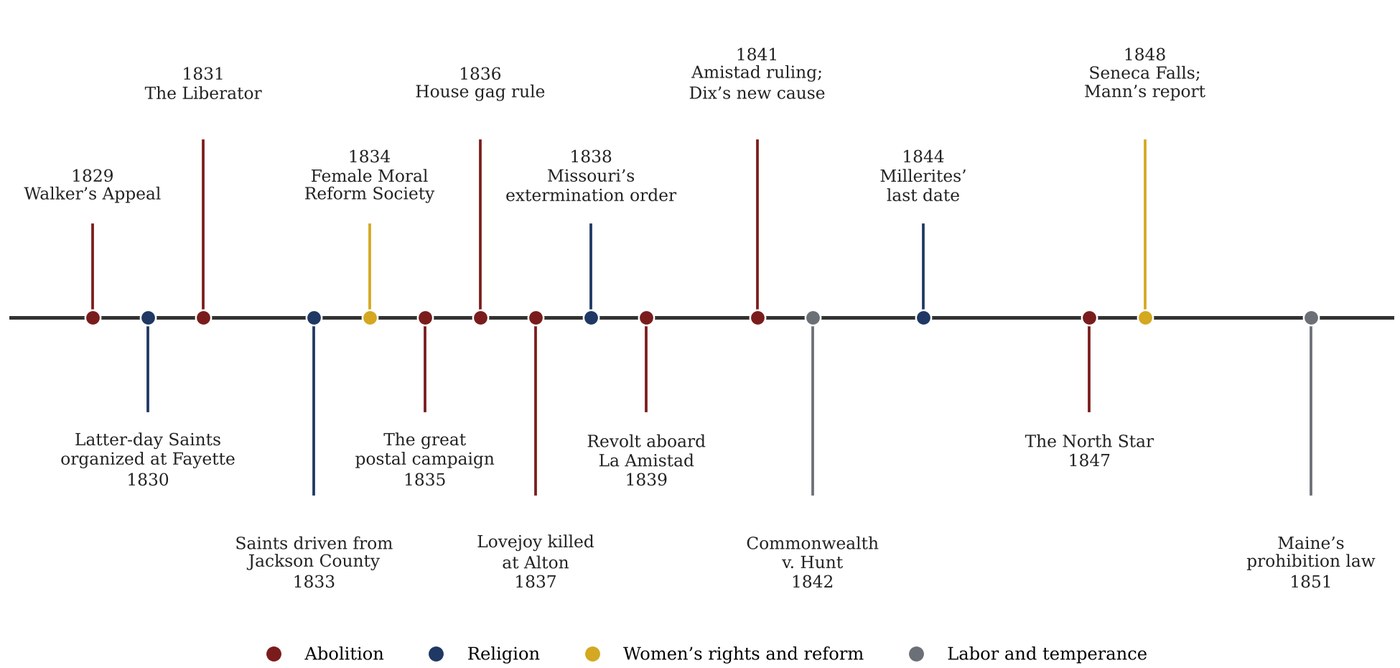 1829
Walker’s Appeal
1831
The Liberator
1834
Female Moral
Reform Society
1836
House gag rule
1838
Missouri’s
extermination order
1841
Amistad ruling;
Dix’s new cause
1844
Millerites’
last date
1848
Seneca Falls;
Mann’s report
Latter-day Saints
organized at Fayette
1830
Saints driven from
Jackson County
1833
The great
postal campaign
1835
Lovejoy killed
at Alton
1837
Revolt aboard
La Amistad
1839
Commonwealth
v. Hunt
1842
The North Star
1847
Maine’s
prohibition law
1851
Abolition
Religion
Women’s rights and reform
Labor and temperance